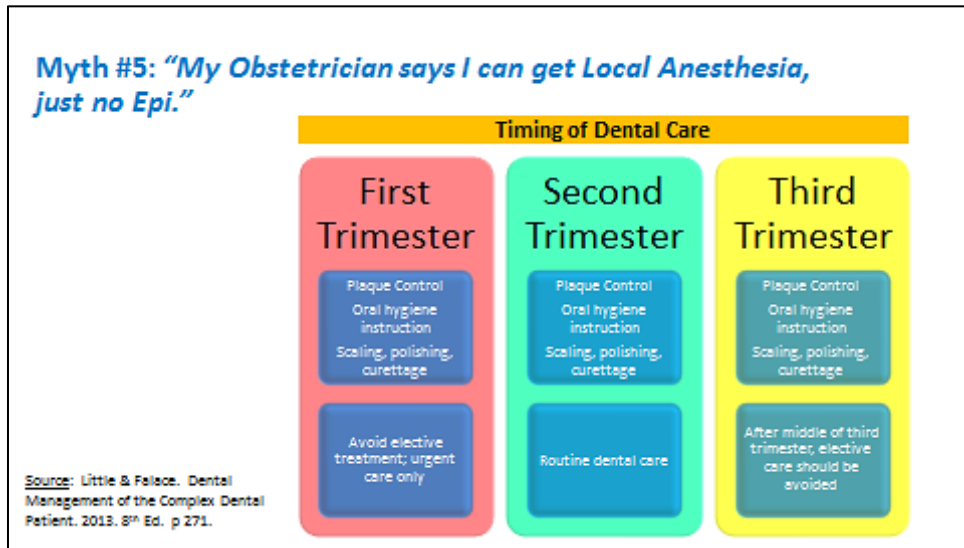 Myth #5: “My Obstetrician says I can get Local Anesthesia,
just no Epi.”
Timing of Dental Care
First
Trimester
Plaque Control
Oral hygiene
instruction
Scaling, polishing,
curettage
Avoid elective
treatment; urgent
care only
Second
Trimester
Plaque Control
Oral hygiene
instruction
Scaling, polishing,
curettage
Routine dental care
Third
Trimester
Plaque Control
Oral hygiene
instruction
Scaling, polishing,
curettage
After middle of third
trimester, elective
care should be
avoided
Source: Little & Falace. Dental
Management of the Complex Dental
Patient. 2013. 8th Ed. p 271.